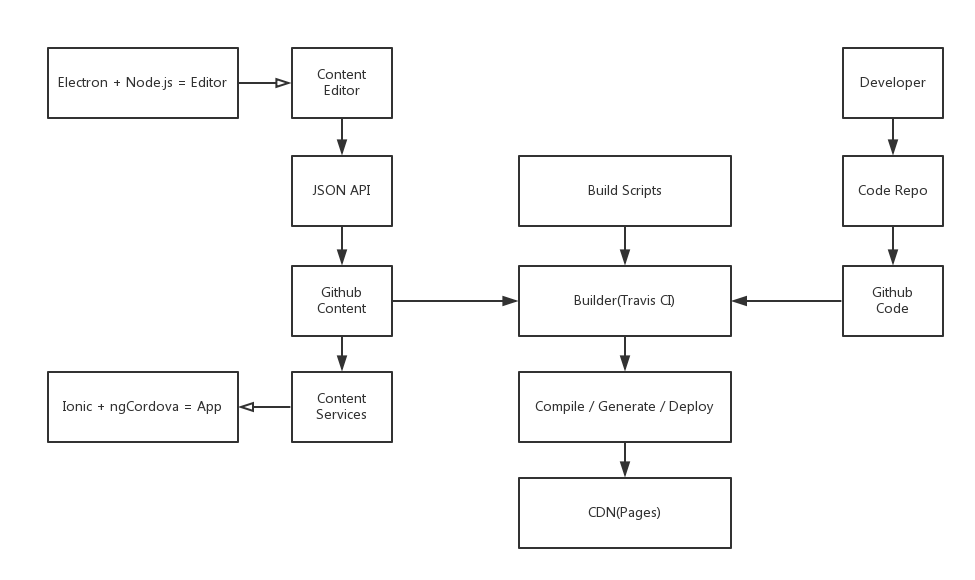 Electron + Node.js = Editor
Content
Editor
Developer
JSON API
Build Scripts
Code Repo
Github
Content
Builder(Travis CI)
Github
Code
Ionic + ngCordova = App
Content
Services
Compile / Generate / Deploy
CDN(Pages)